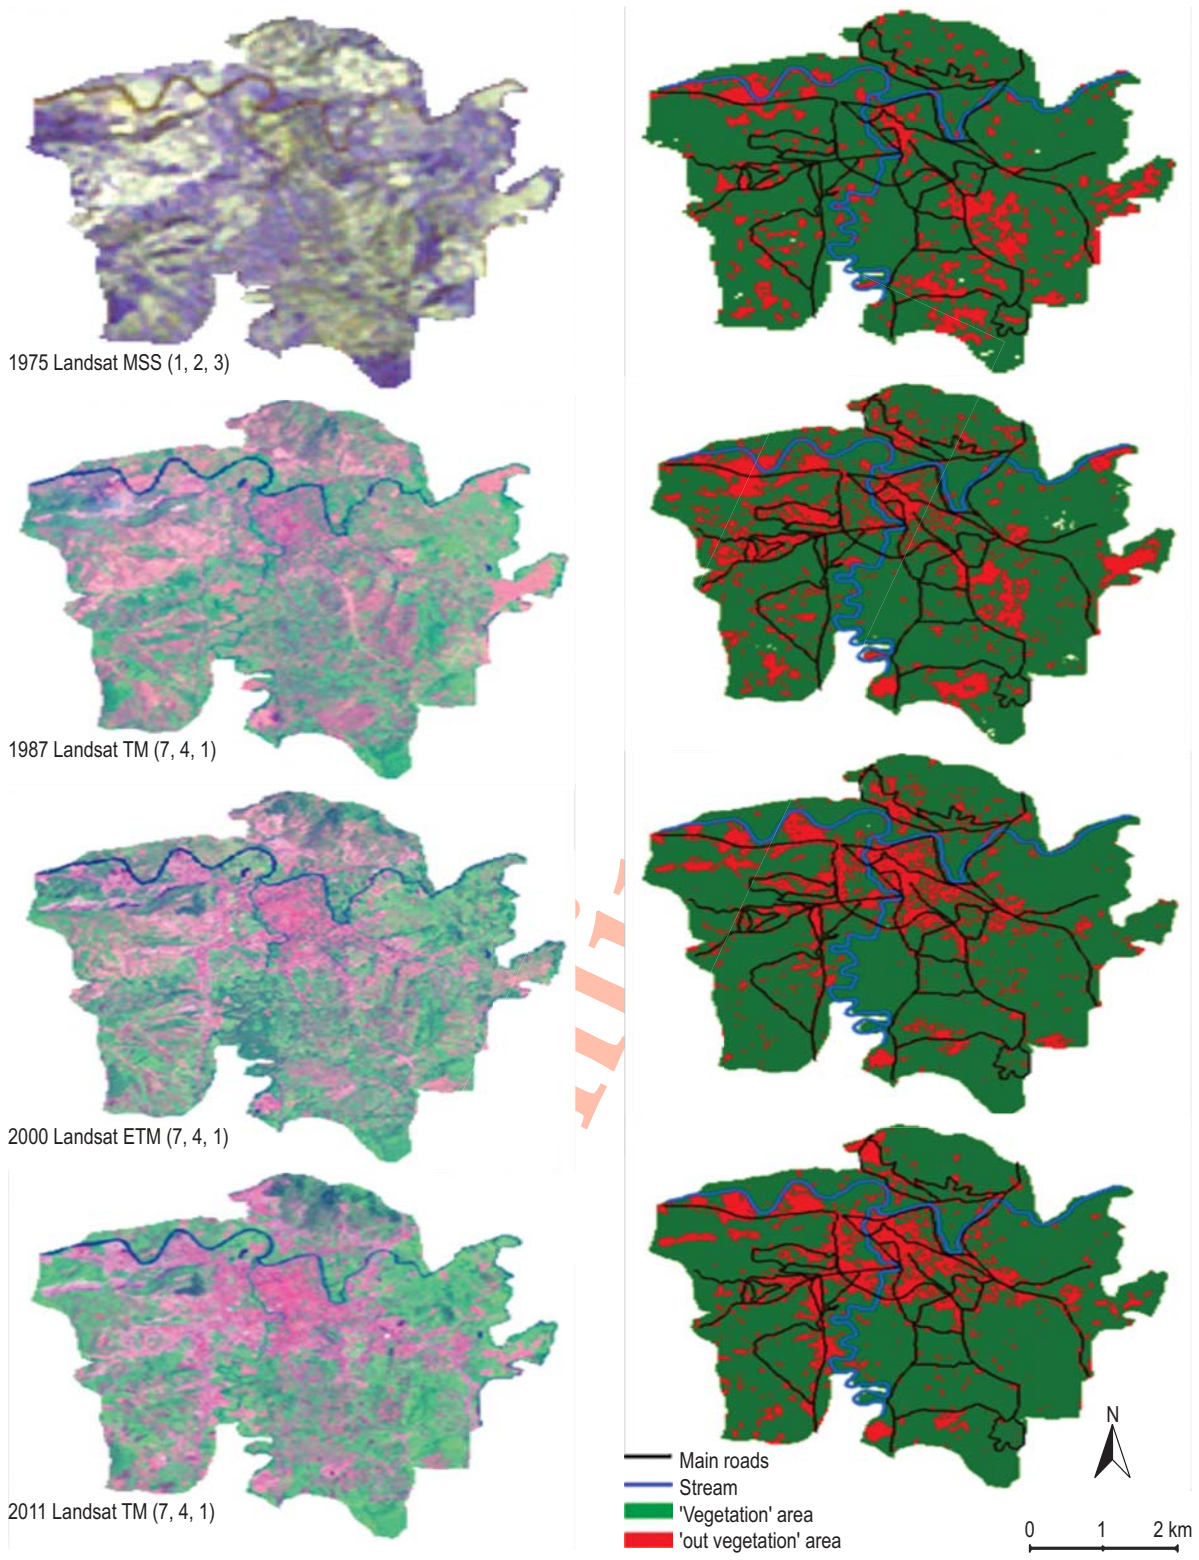 1975 Landsat MSS (1, 2, 3)
1987 Landsat TM (7, 4, 1)
2000 Landsat ETM (7, 4, 1)
2011 Landsat TM (7, 4, 1)
Main roads
Stream
'Vegetation' area
'out vegetation' area
N
0 1 2 km